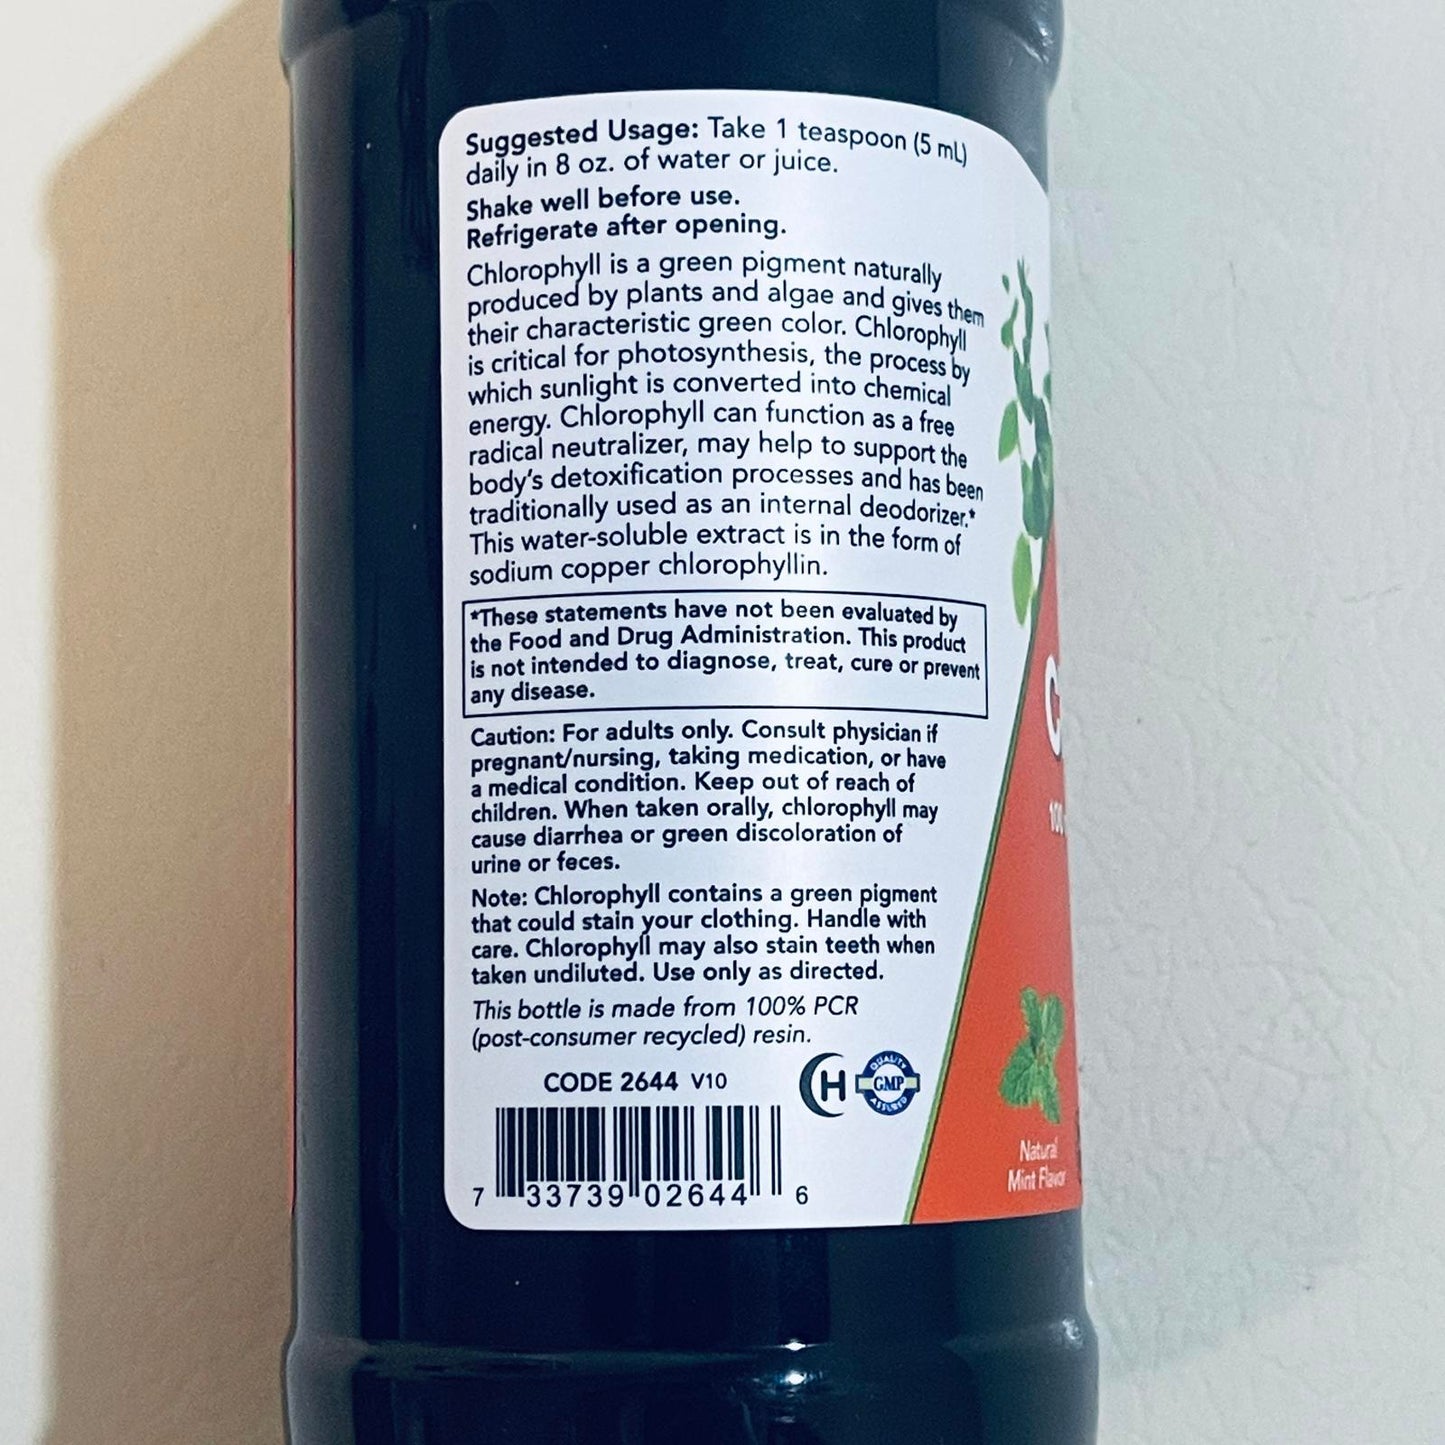 Suggested Usage: Take 1 teaspoon (5 mL)
daily in 8 oz. of water or juice.
Shake well before use.
Refrigerate after opening.
Chlorophyll is a green pigment naturally
produced by plants and algae and gives them
their characteristic green color. Chlorophyll
is critical for photosynthesis, the process by
which sunlight is converted into chemical
energy. Chlorophyll can function as a free
radical neutralizer, may help to support the
body's detoxification processes and has been
traditionally used as an internal deodorizer.*
This water-soluble extract is in the form of
sodium copper chlorophyllin.
*These statements have not been evaluated by
the Food and Drug Administration. This product
is not intended to diagnose, treat, cure or prevent
any disease.
Caution: For adults only. Consult physician if
pregnant/nursing, taking medication, or have
a medical condition. Keep out of reach of
children. When taken orally, chlorophyll may
cause diarrhea or green discoloration of
urine or feces.
Note: Chlorophyll contains a green pigment
that could stain your clothing. Handle with
care. Chlorophyll may also stain teeth when
taken undiluted. Use only as directed.
This bottle is made from 100% PCR
(post-consumer recycled) resin.
CODE 2644 V10
H
QUALITY
GMP
ASSURED
7 33739 02644 6
100
Natural
Mint Flavor